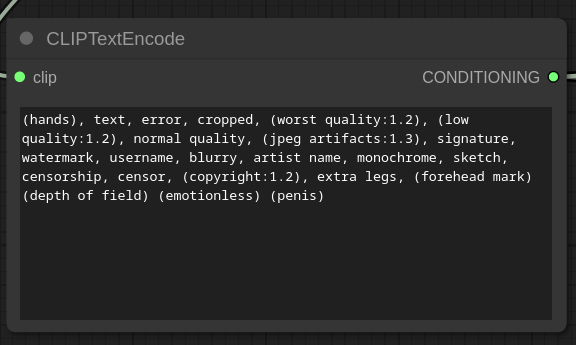 CLIPTextEncode
clip
CONDITIONING
(hands), text, error, cropped, (worst quality:1.2), (low
quality:1.2), normal quality, (jpeg artifacts:1.3), signature,
watermark, username, blurry, artist name, monochrome, sketch,
censorship, censor, (copyright:1.2), extra legs, (forehead mark)
(depth of field) (emotionless) (penis)